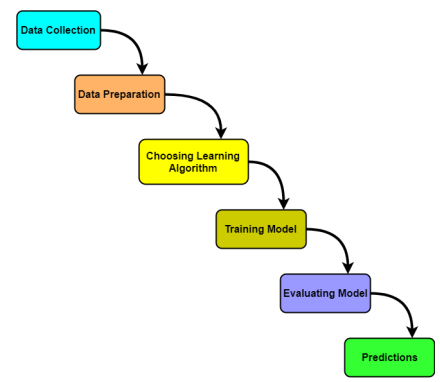 Data Collection
Data Preparation
Choosing Learning
Algorithm
Training Model
Evaluating Model
Predictions